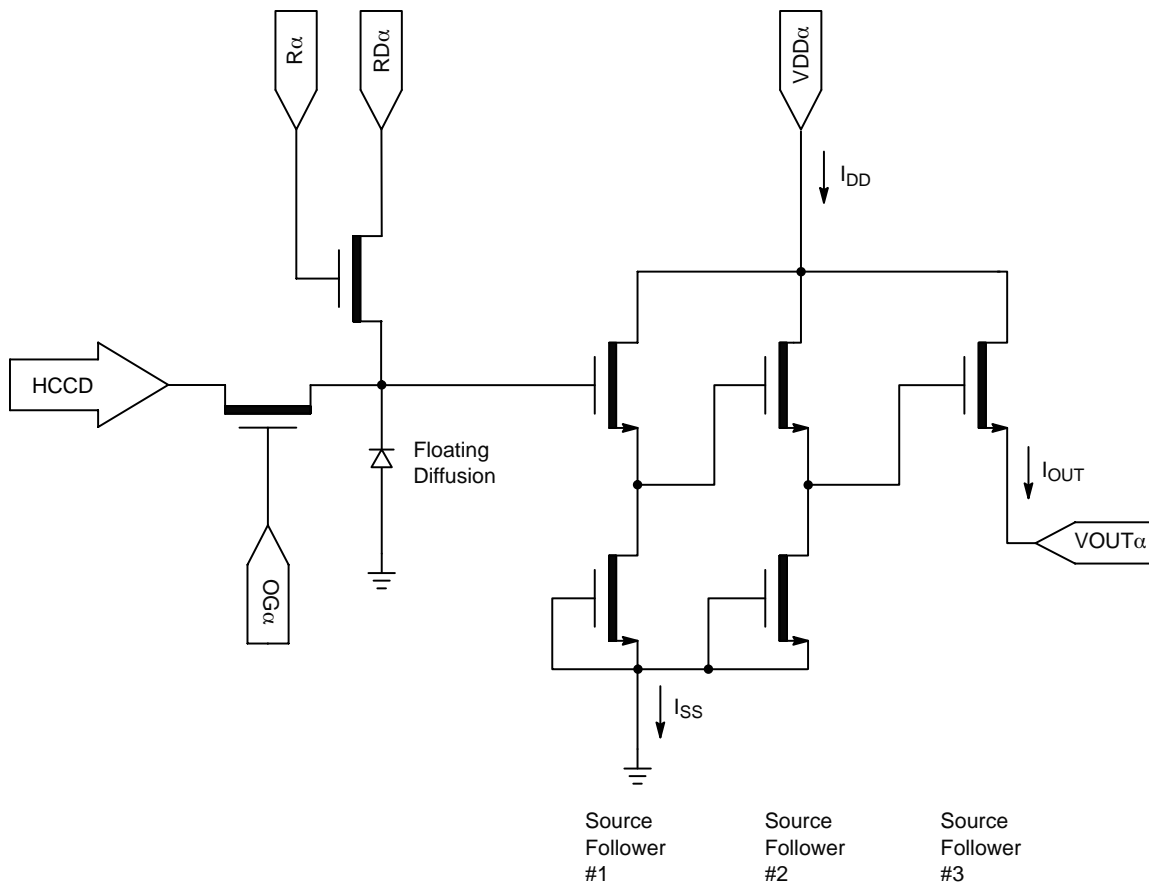 Rα
RDα
VDDα
IDD
HCCD
Floating
Diffusion
IOUT
VOUTα
OGα
ISS
Source
Follower
#1
Source
Follower
#2
Source
Follower
#3